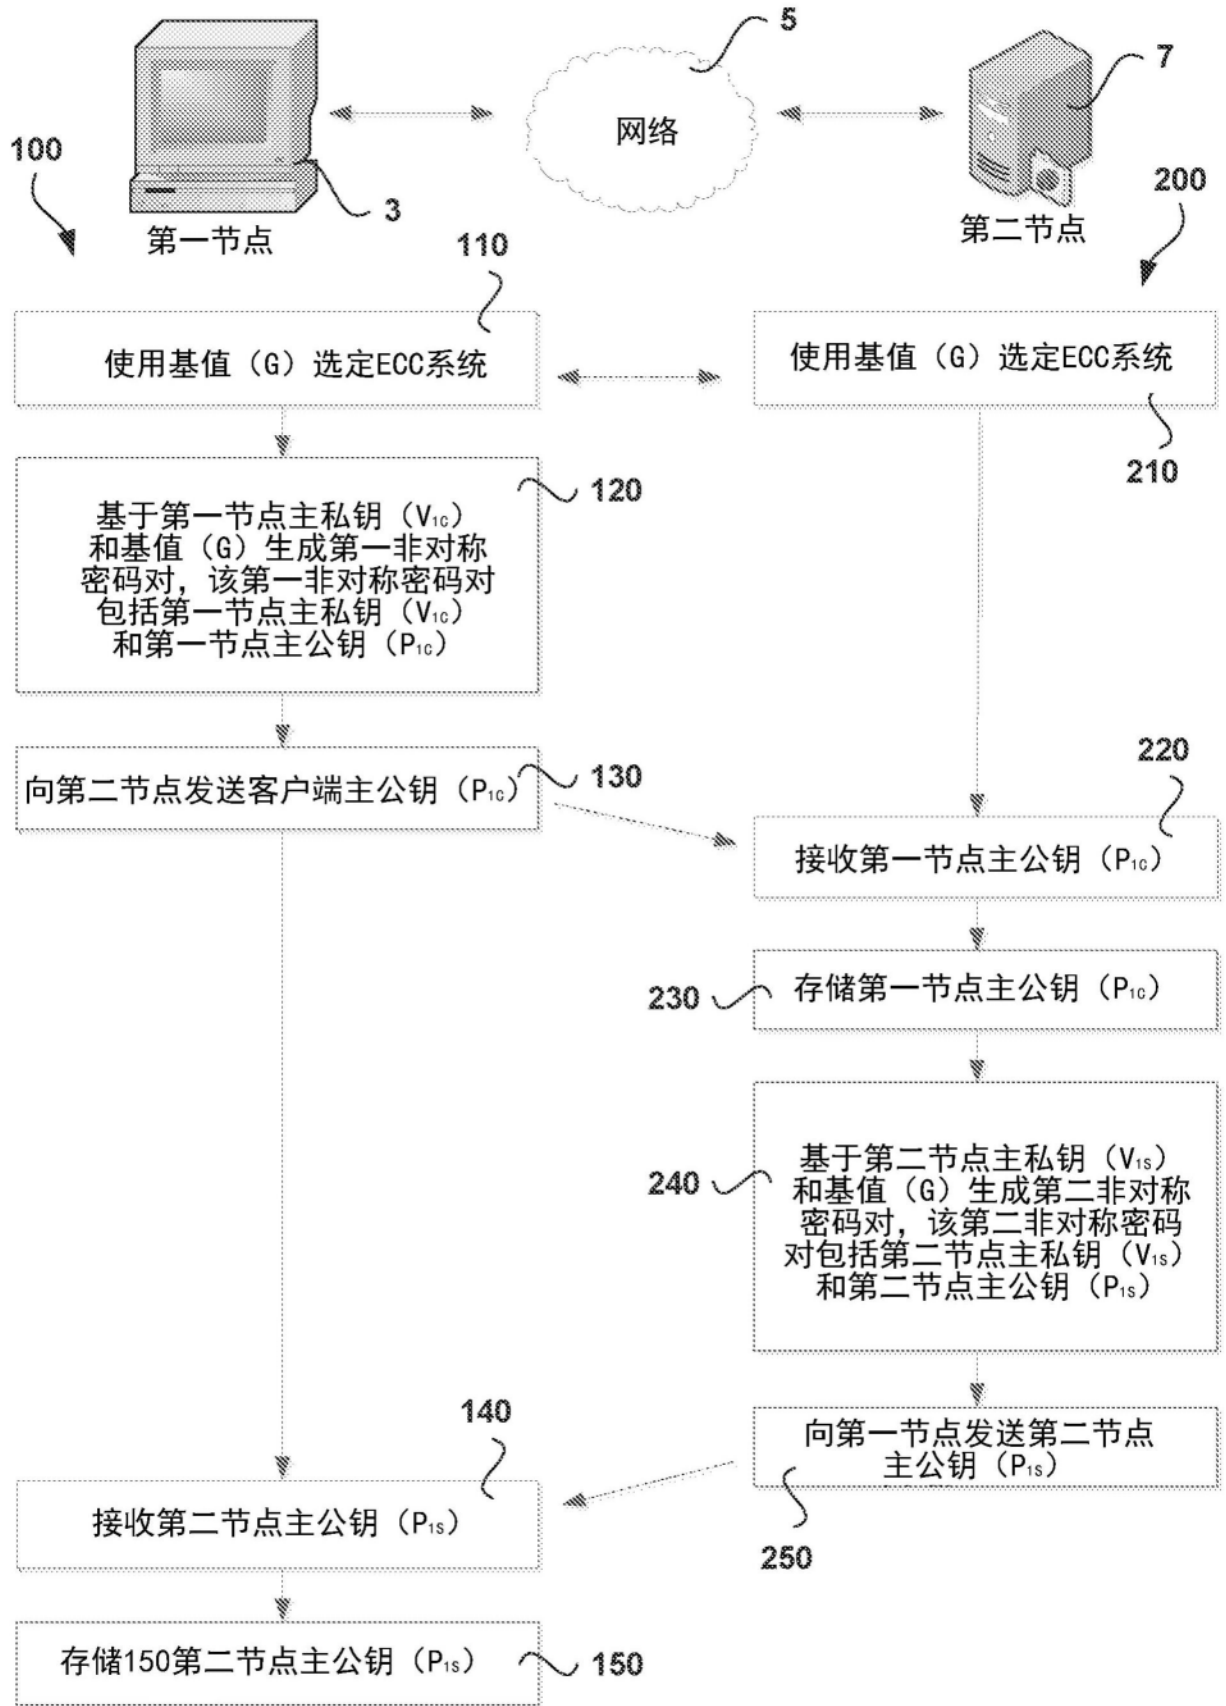 5
7
网络
100
200
3
第一节点
第二节点
110
使用基值（G）选定ECC系统
使用基值（G）选定ECC系统
210
120
基于第一节点主私钥（V₁C）
和基值（G）生成第一非对称
密码对，该第一非对称密码对
包括第一节点主私钥（V₁C）
和第一节点主公钥（P₁C）
向第二节点发送客户端主公钥（P₁C）
130
220
接收第一节点主公钥（P₁C）
230
存储第一节点主公钥（P₁C）
240
基于第二节点主私钥（V₁S）
和基值（G）生成第二非对称
密码对，该第二非对称密码
对包括第二节点主私钥（V₁S）
和第二节点主公钥（P₁S）
向第一节点发送第二节点
主公钥（P₁S）
250
140
接收第二节点主公钥（P₁S）
存储150第二节点主公钥（P₁S）
150